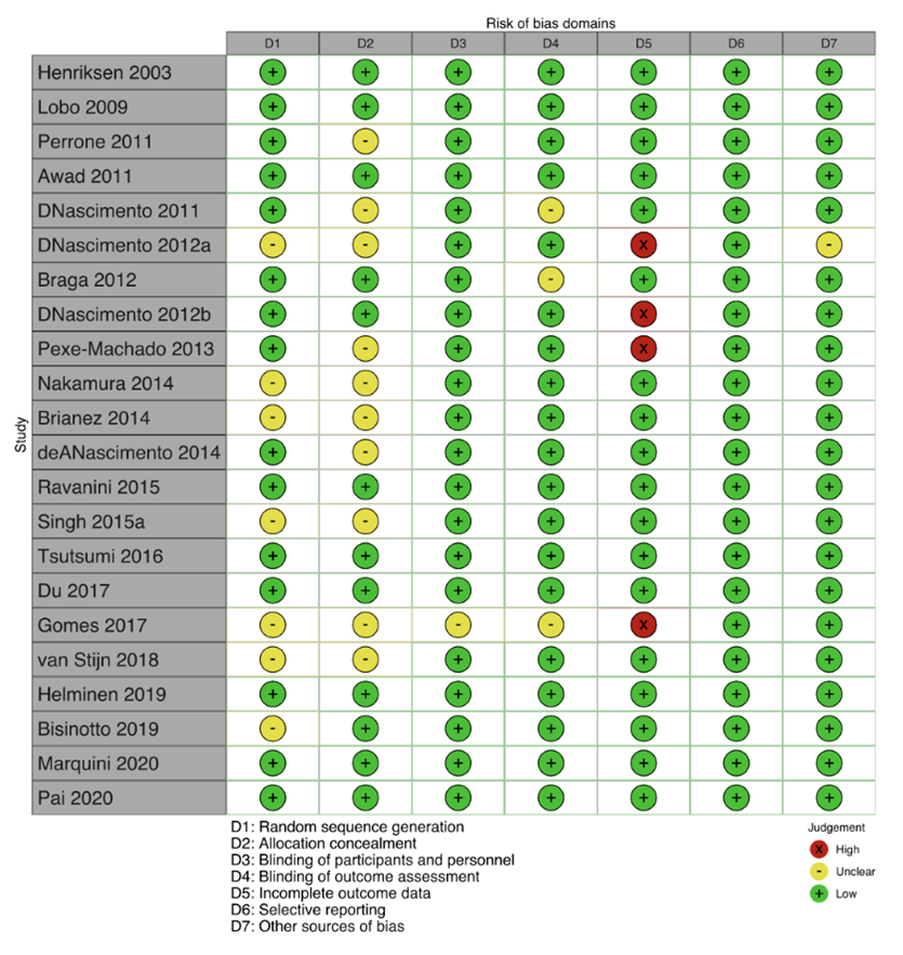 Risk of bias domains
D1 D2 D3 D4 D5 D6 D7
Study
Henriksen 2003 + + + + + + +
Lobo 2009 + + + + + + +
Perrone 2011 + - + + + + +
Awad 2011 + + + + + + +
DNascimento 2011 + - + - + + +
DNascimento 2012a - - + + X + -
Braga 2012 + + + - + + +
DNascimento 2012b + + + + X + +
Pexe-Machado 2013 + - + + X + +
Nakamura 2014 - - + + + + +
Brianez 2014 - - + + + + +
deANascimento 2014 + - + + + + +
Ravanini 2015 + + + + + + +
Singh 2015a - - + + + + +
Tsutsumi 2016 + + + + + + +
Du 2017 + + + + + + +
Gomes 2017 - - - - X + +
van Stijn 2018 - - + + + + +
Helminen 2019 + + + + + + +
Bisinotto 2019 - + + + + + +
Marquini 2020 + + + + + + +
Pai 2020 + + + + + + +
D1: Random sequence generation
D2: Allocation concealment
D3: Blinding of participants and personnel
D4: Blinding of outcome assessment
D5: Incomplete outcome data
D6: Selective reporting
D7: Other sources of bias
Judgement
X High
- Unclear
+ Low